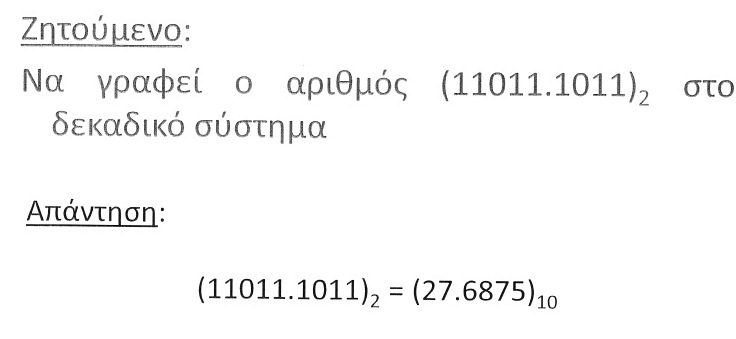 Ζητούμενο:
Να γραφεί ο αριθμός (11011.1011)₂ στο
δεκαδικό σύστημα
Απάντηση:
(11011.1011)₂ = (27.6875)₁₀